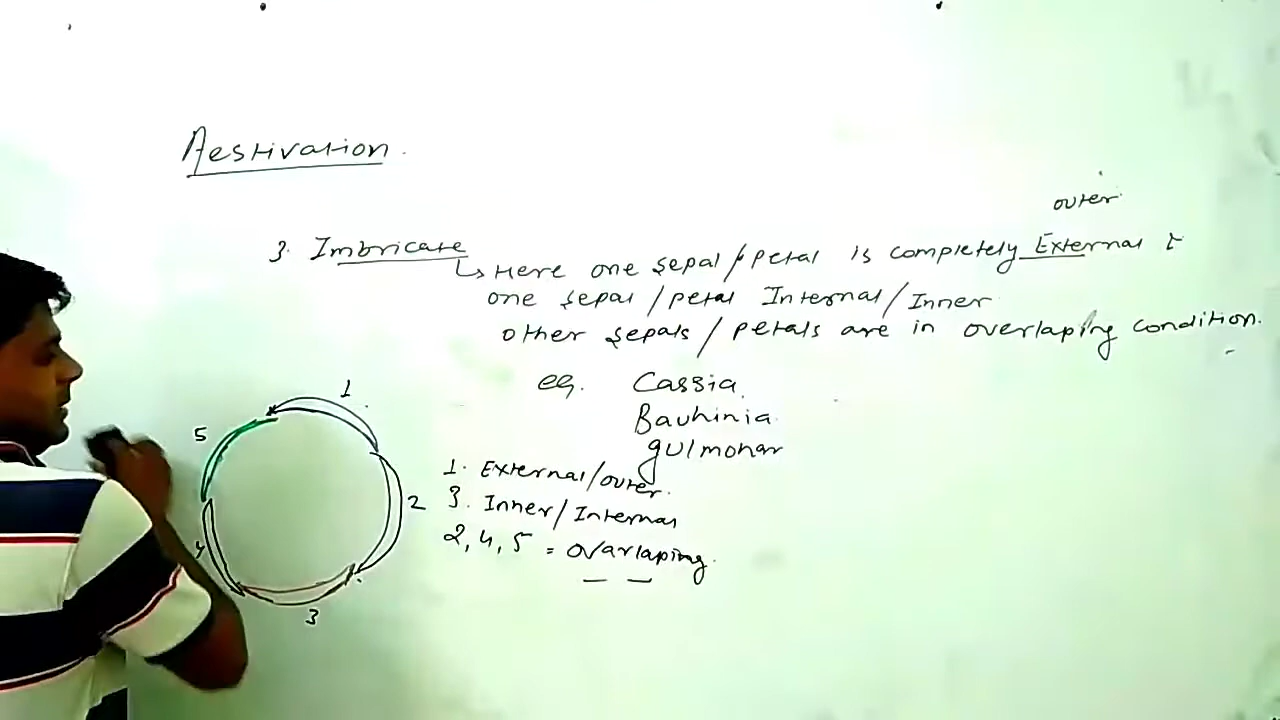 Aestivation.
outer
3. Imbricate
↳ Here one sepal/petal is completely External &
one sepal/petal Internal/Inner
other sepals/petals are in overlaping condition.
eg. Cassia
Bauhinia
gulmohar
1. External/outer.
3. Inner/Internal
2, 4, 5 = ovarlaping.
1
5
2
4
3